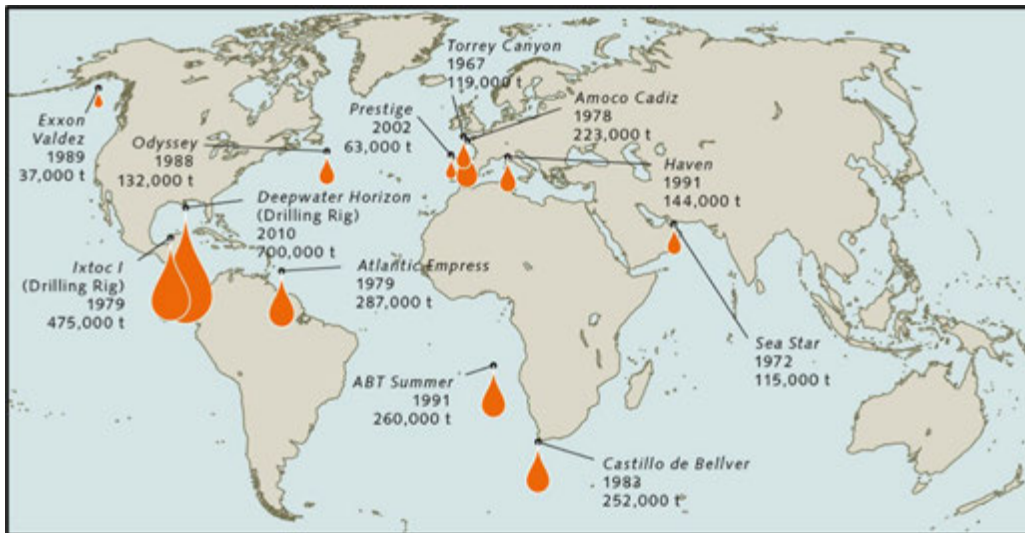 Torrey Canyon
1967
119,000 t
Amoco Cadiz
1978
223,000 t
Prestige
2002
63,000 t
Exxon
Valdez
1989
37,000 t
Odyssey
1988
132,000 t
Haven
1991
144,000 t
Deepwater Horizon
(Drilling Rig)
2010
700,000 t
Ixtoc I
(Drilling Rig)
1979
475,000 t
Atlantic Empress
1979
287,000 t
Sea Star
1972
115,000 t
ABT Summer
1991
260,000 t
Castillo de Bellver
1983
252,000 t